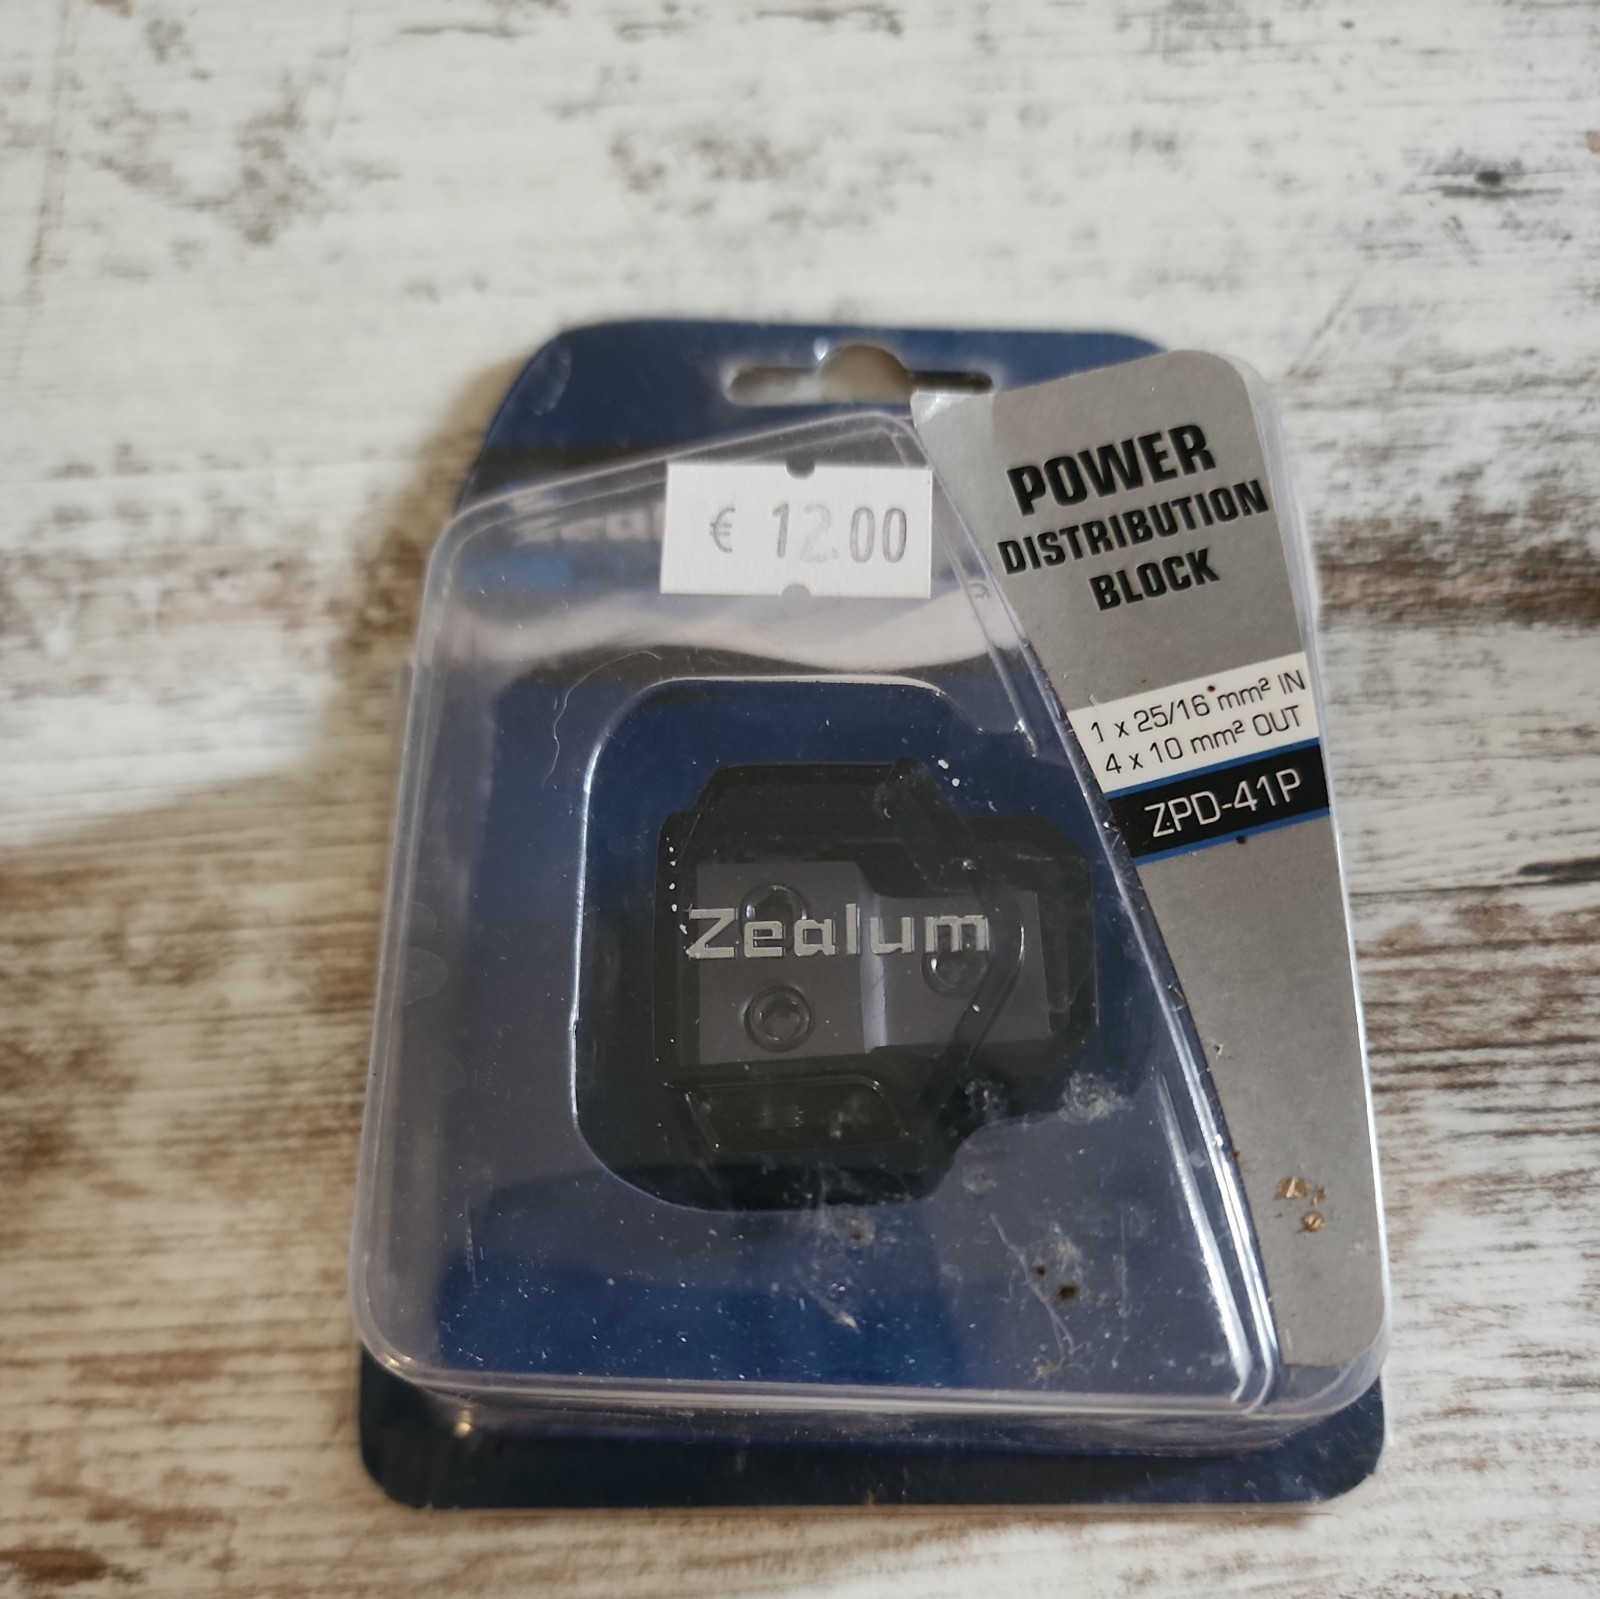 € 12.00
POWER
DISTRIBUTION
BLOCK
1 x 25/16 mm² IN
4 x 10 mm² OUT
ZPD-41P
Zealum